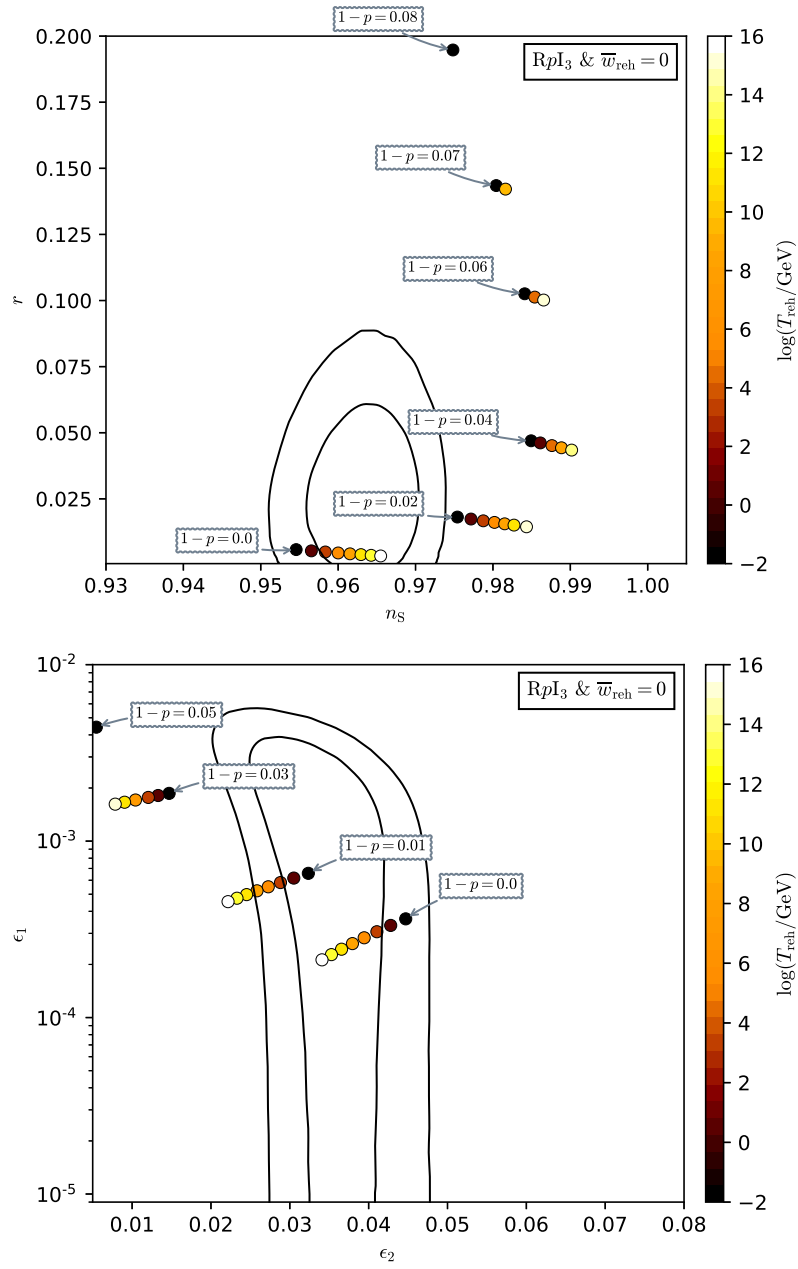 1 − p = 0.08
0.200
RpI₃ & w̅_reh = 0
16
0.175
14
1 − p = 0.07
0.150
12
0.125
10
1 − p = 0.06
r
0.100
8
log(T_reh/GeV)
6
0.075
4
1 − p = 0.04
0.050
2
1 − p = 0.02
0.025
0
1 − p = 0.0
−2
0.93 0.94 0.95 0.96 0.97 0.98 0.99 1.00
n_S
10⁻²
RpI₃ & w̅_reh = 0
16
1 − p = 0.05
14
1 − p = 0.03
12
10⁻³
1 − p = 0.01
10
1 − p = 0.0
8
ϵ₁
log(T_reh/GeV)
6
10⁻⁴
4
2
0
10⁻⁵
−2
0.01 0.02 0.03 0.04 0.05 0.06 0.07 0.08
ϵ₂